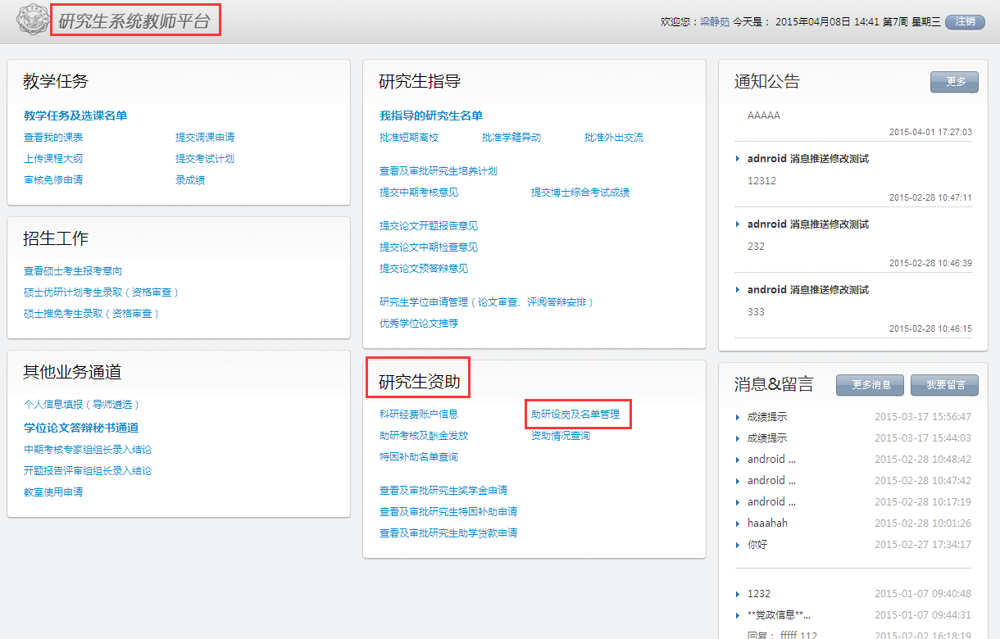 研究生系统教师平台
欢迎您：梁静茹 今天是： 2015年04月08日 14:41 第7周 星期三 注销
教学任务
教学任务及选课名单
查看我的课表 提交调课申请
上传课程大纲 提交考试计划
审核免修申请 录成绩
招生工作
查看硕士考生报考意向
硕士优研计划考生录取（资格审查）
硕士推免考生录取（资格审查）
其他业务通道
个人信息填报（导师遴选）
学位论文答辩秘书通道
中期考核专家组组长录入结论
开题报告评审组组长录入结论
教室使用申请
研究生指导
我指导的研究生名单
批准短期离校 批准学籍异动 批准外出交流
查看及审批研究生培养计划
提交中期考核意见 提交博士综合考试成绩
提交论文开题报告意见
提交论文中期检查意见
提交论文预答辩意见
研究生学位申请管理（论文审查、评阅答辩安排）
优秀学位论文推荐
研究生资助
科研经费账户信息 助研设岗及名单管理
助研考核及酬金发放 资助情况查询
特困补助名单查询
查看及审批研究生奖学金申请
查看及审批研究生特困补助申请
查看及审批研究生助学贷款申请
通知公告 更多
AAAAA
2015-04-01 17:27:03
adnroid 消息推送修改测试
12312
2015-02-28 10:47:11
adnroid 消息推送修改测试
232
2015-02-28 10:46:39
android 消息推送修改测试
333
2015-02-28 10:46:15
消息&留言 更多消息 我要留言
成绩提示 2015-03-17 15:56:47
成绩提示 2015-03-17 15:44:03
android ... 2015-02-28 10:48:42
android ... 2015-02-28 10:47:42
android ... 2015-02-28 10:17:19
haaahah 2015-02-28 10:01:26
你好 2015-02-27 17:34:17
1232 2015-01-07 09:40:48
**党政信息**... 2015-01-07 09:44:31
回复： fffff 112 2015-02-02 16:18:19